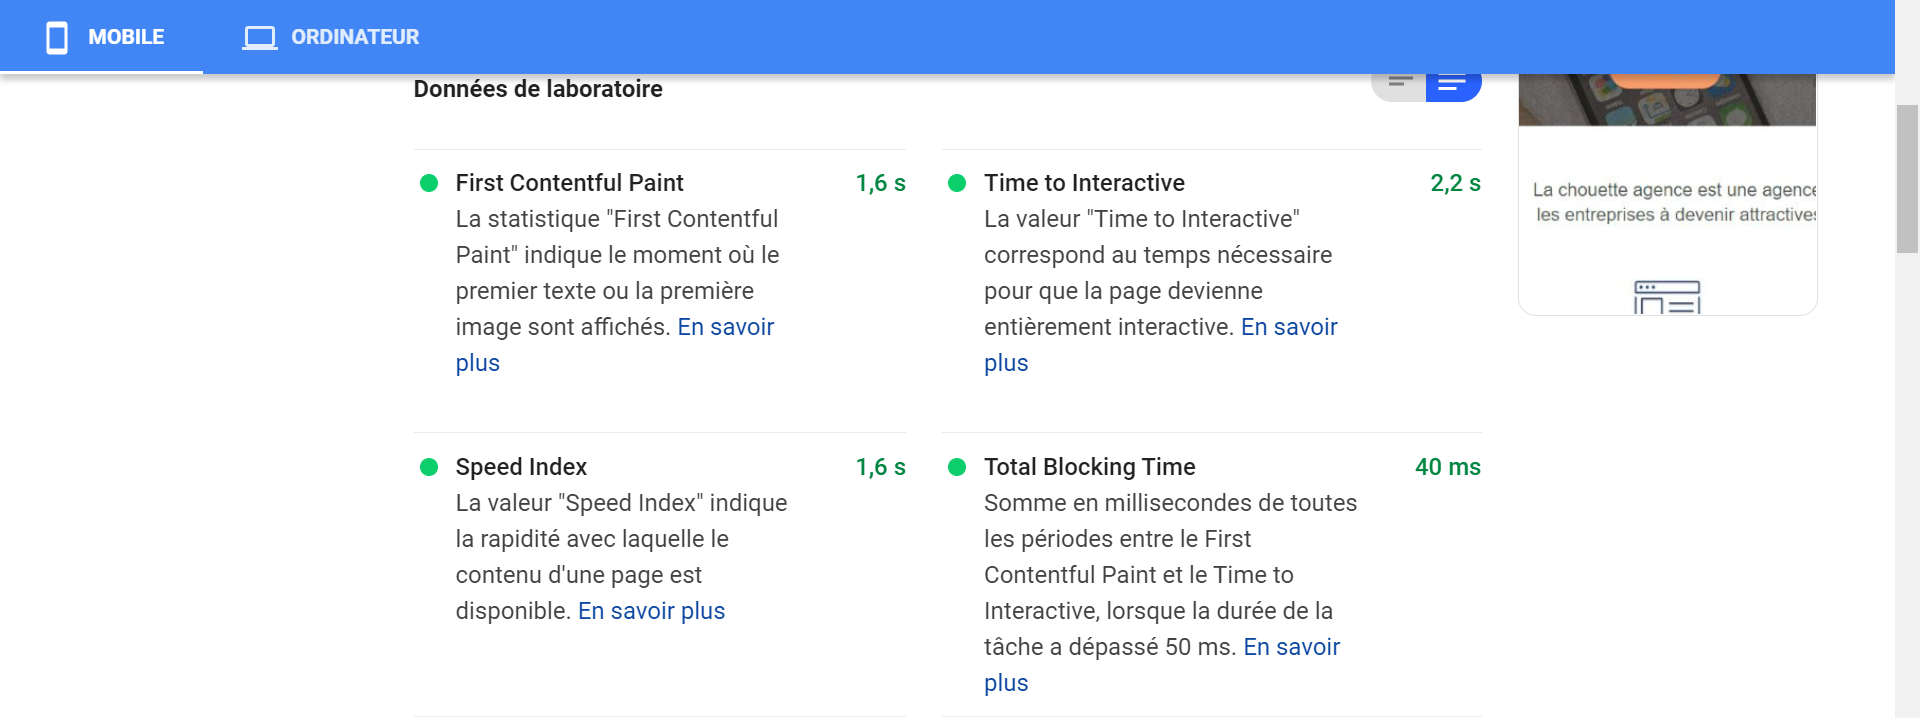 MOBILE
ORDINATEUR
Données de laboratoire
First Contentful Paint 1,6 s
La statistique "First Contentful
Paint" indique le moment où le
premier texte ou la première
image sont affichés. En savoir
plus
Time to Interactive 2,2 s
La valeur "Time to Interactive"
correspond au temps nécessaire
pour que la page devienne
entièrement interactive. En savoir
plus
Speed Index 1,6 s
La valeur "Speed Index" indique
la rapidité avec laquelle le
contenu d'une page est
disponible. En savoir plus
Total Blocking Time 40 ms
Somme en millisecondes de toutes
les périodes entre le First
Contentful Paint et le Time to
Interactive, lorsque la durée de la
tâche a dépassé 50 ms. En savoir
plus
La chouette agence est une agence
les entreprises à devenir attractives